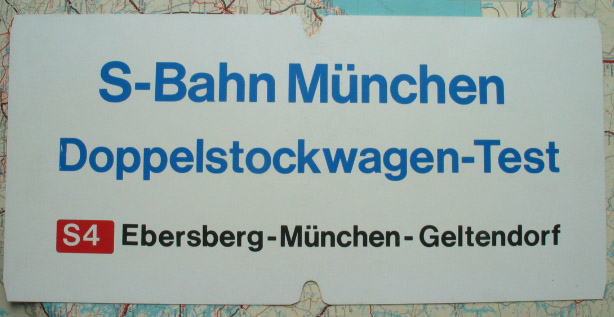 S-Bahn München
Doppelstockwagen-Test
S4 Ebersberg-München-Geltendorf